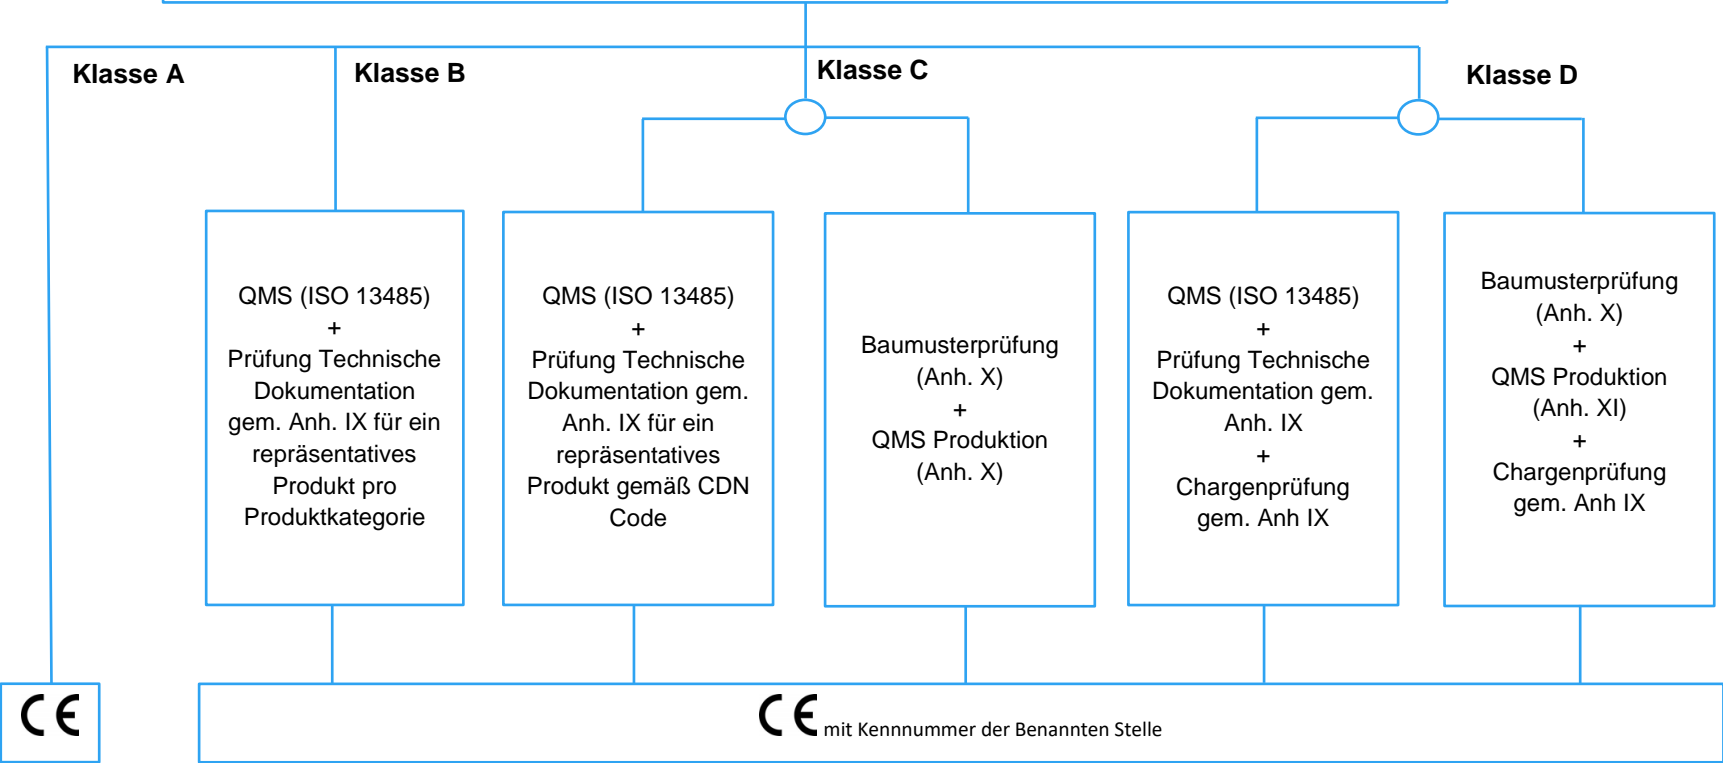 Klasse A
Klasse B
Klasse C
Klasse D
QMS (ISO 13485)
+
Prüfung Technische
Dokumentation
gem. Anh. IX für ein
repräsentatives
Produkt pro
Produktkategorie
QMS (ISO 13485)
+
Prüfung Technische
Dokumentation gem.
Anh. IX für ein
repräsentatives
Produkt gemäß CDN
Code
Baumusterprüfung
(Anh. X)
+
QMS Produktion
(Anh. X)
QMS (ISO 13485)
+
Prüfung Technische
Dokumentation gem.
Anh. IX
+
Chargenprüfung
gem. Anh IX
Baumusterprüfung
(Anh. X)
+
QMS Produktion
(Anh. XI)
+
Chargenprüfung
gem. Anh IX
CE
CE mit Kennnummer der Benannten Stelle